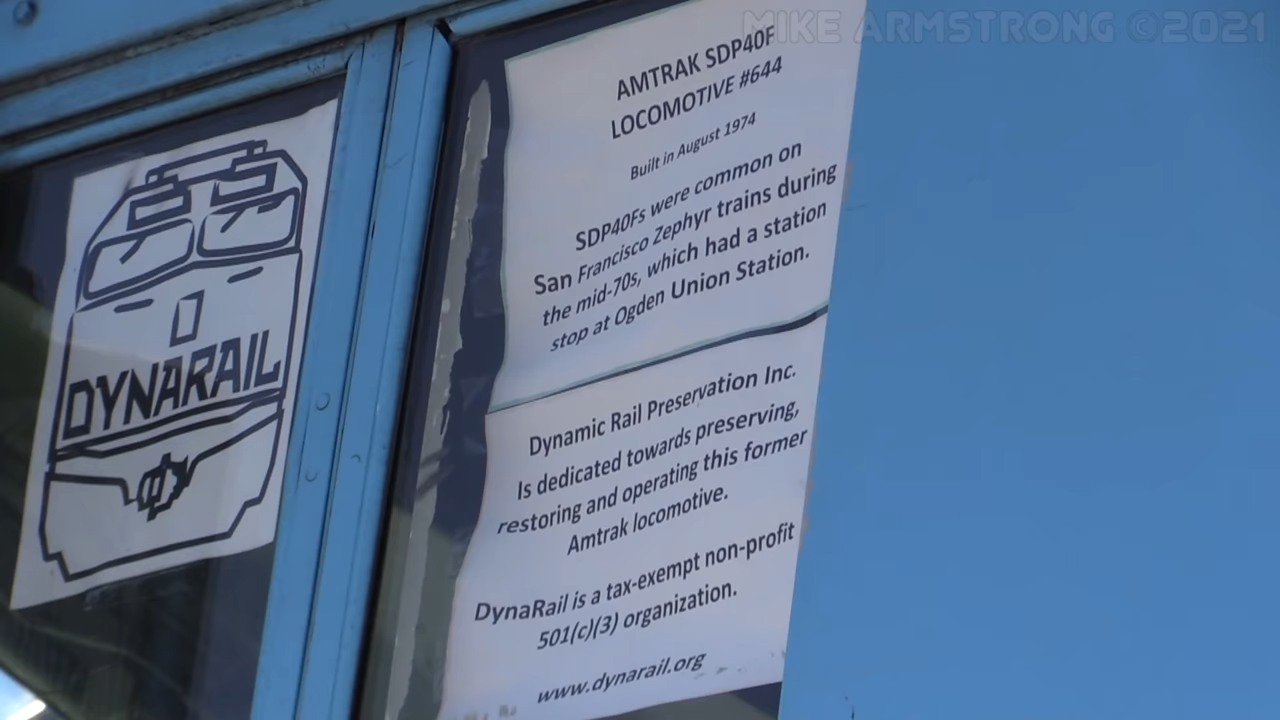 MIKE ARMSTRONG ©2021
AMTRAK SDP40F
LOCOMOTIVE #644
Built in August 1974
SDP40Fs were common on
San Francisco Zephyr trains during
the mid-70s, which had a station
stop at Ogden Union Station.
DYNARAIL
Dynamic Rail Preservation Inc.
Is dedicated towards preserving,
restoring and operating this former
Amtrak locomotive.
DynaRail is a tax-exempt non-profit
501(c)(3) organization.
www.dynarail.org